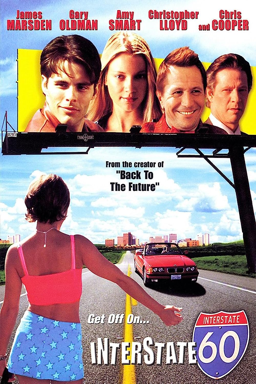 James MARSDEN Gary OLDMAN Amy SMART Christopher LLOYD and Chris COOPER
From the creator of
"Back To
The Future"
Get Off On...
INTERSTATE 60
INTERSTATE
60